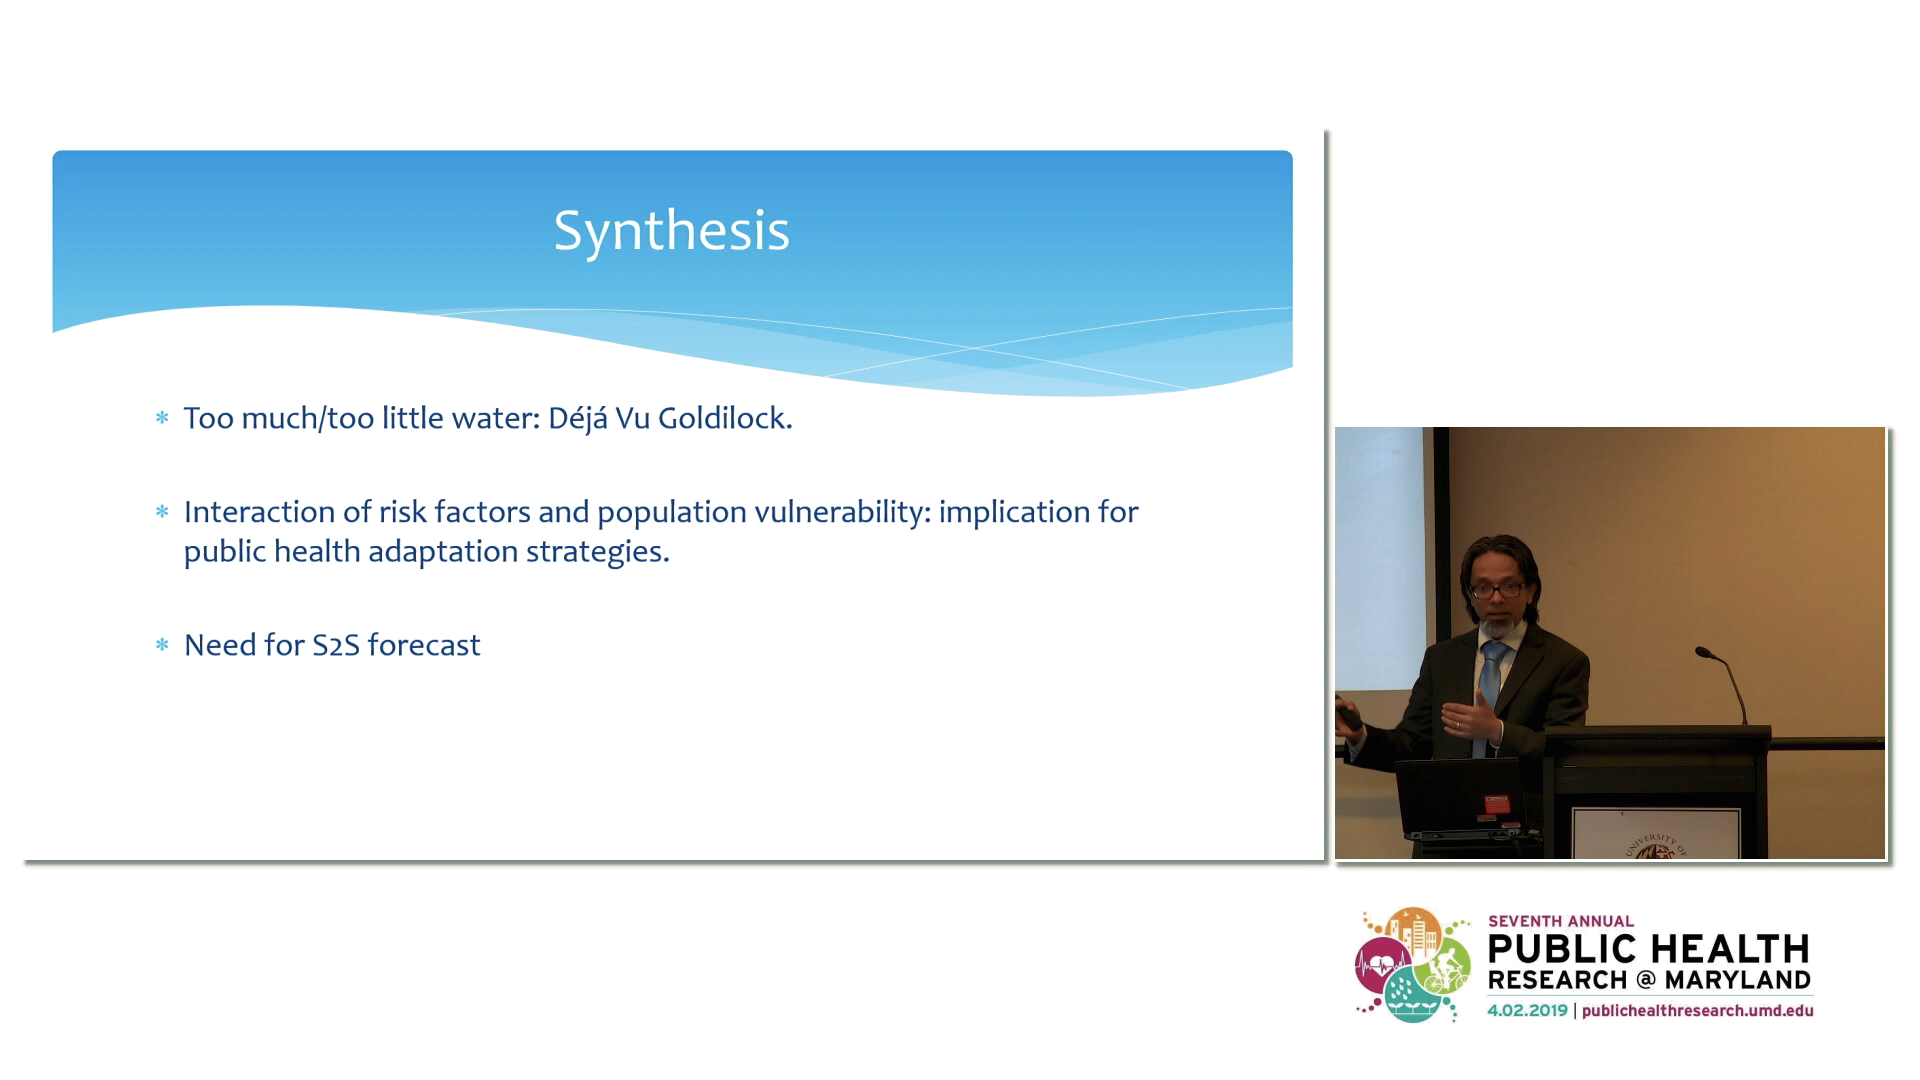 Synthesis
* Too much/too little water: Déjá Vu Goldilock.
* Interaction of risk factors and population vulnerability: implication for
public health adaptation strategies.
* Need for S2S forecast
UNIVERSITY OF
SEVENTH ANNUAL
PUBLIC HEALTH
RESEARCH @ MARYLAND
4.02.2019 | publichealthresearch.umd.edu